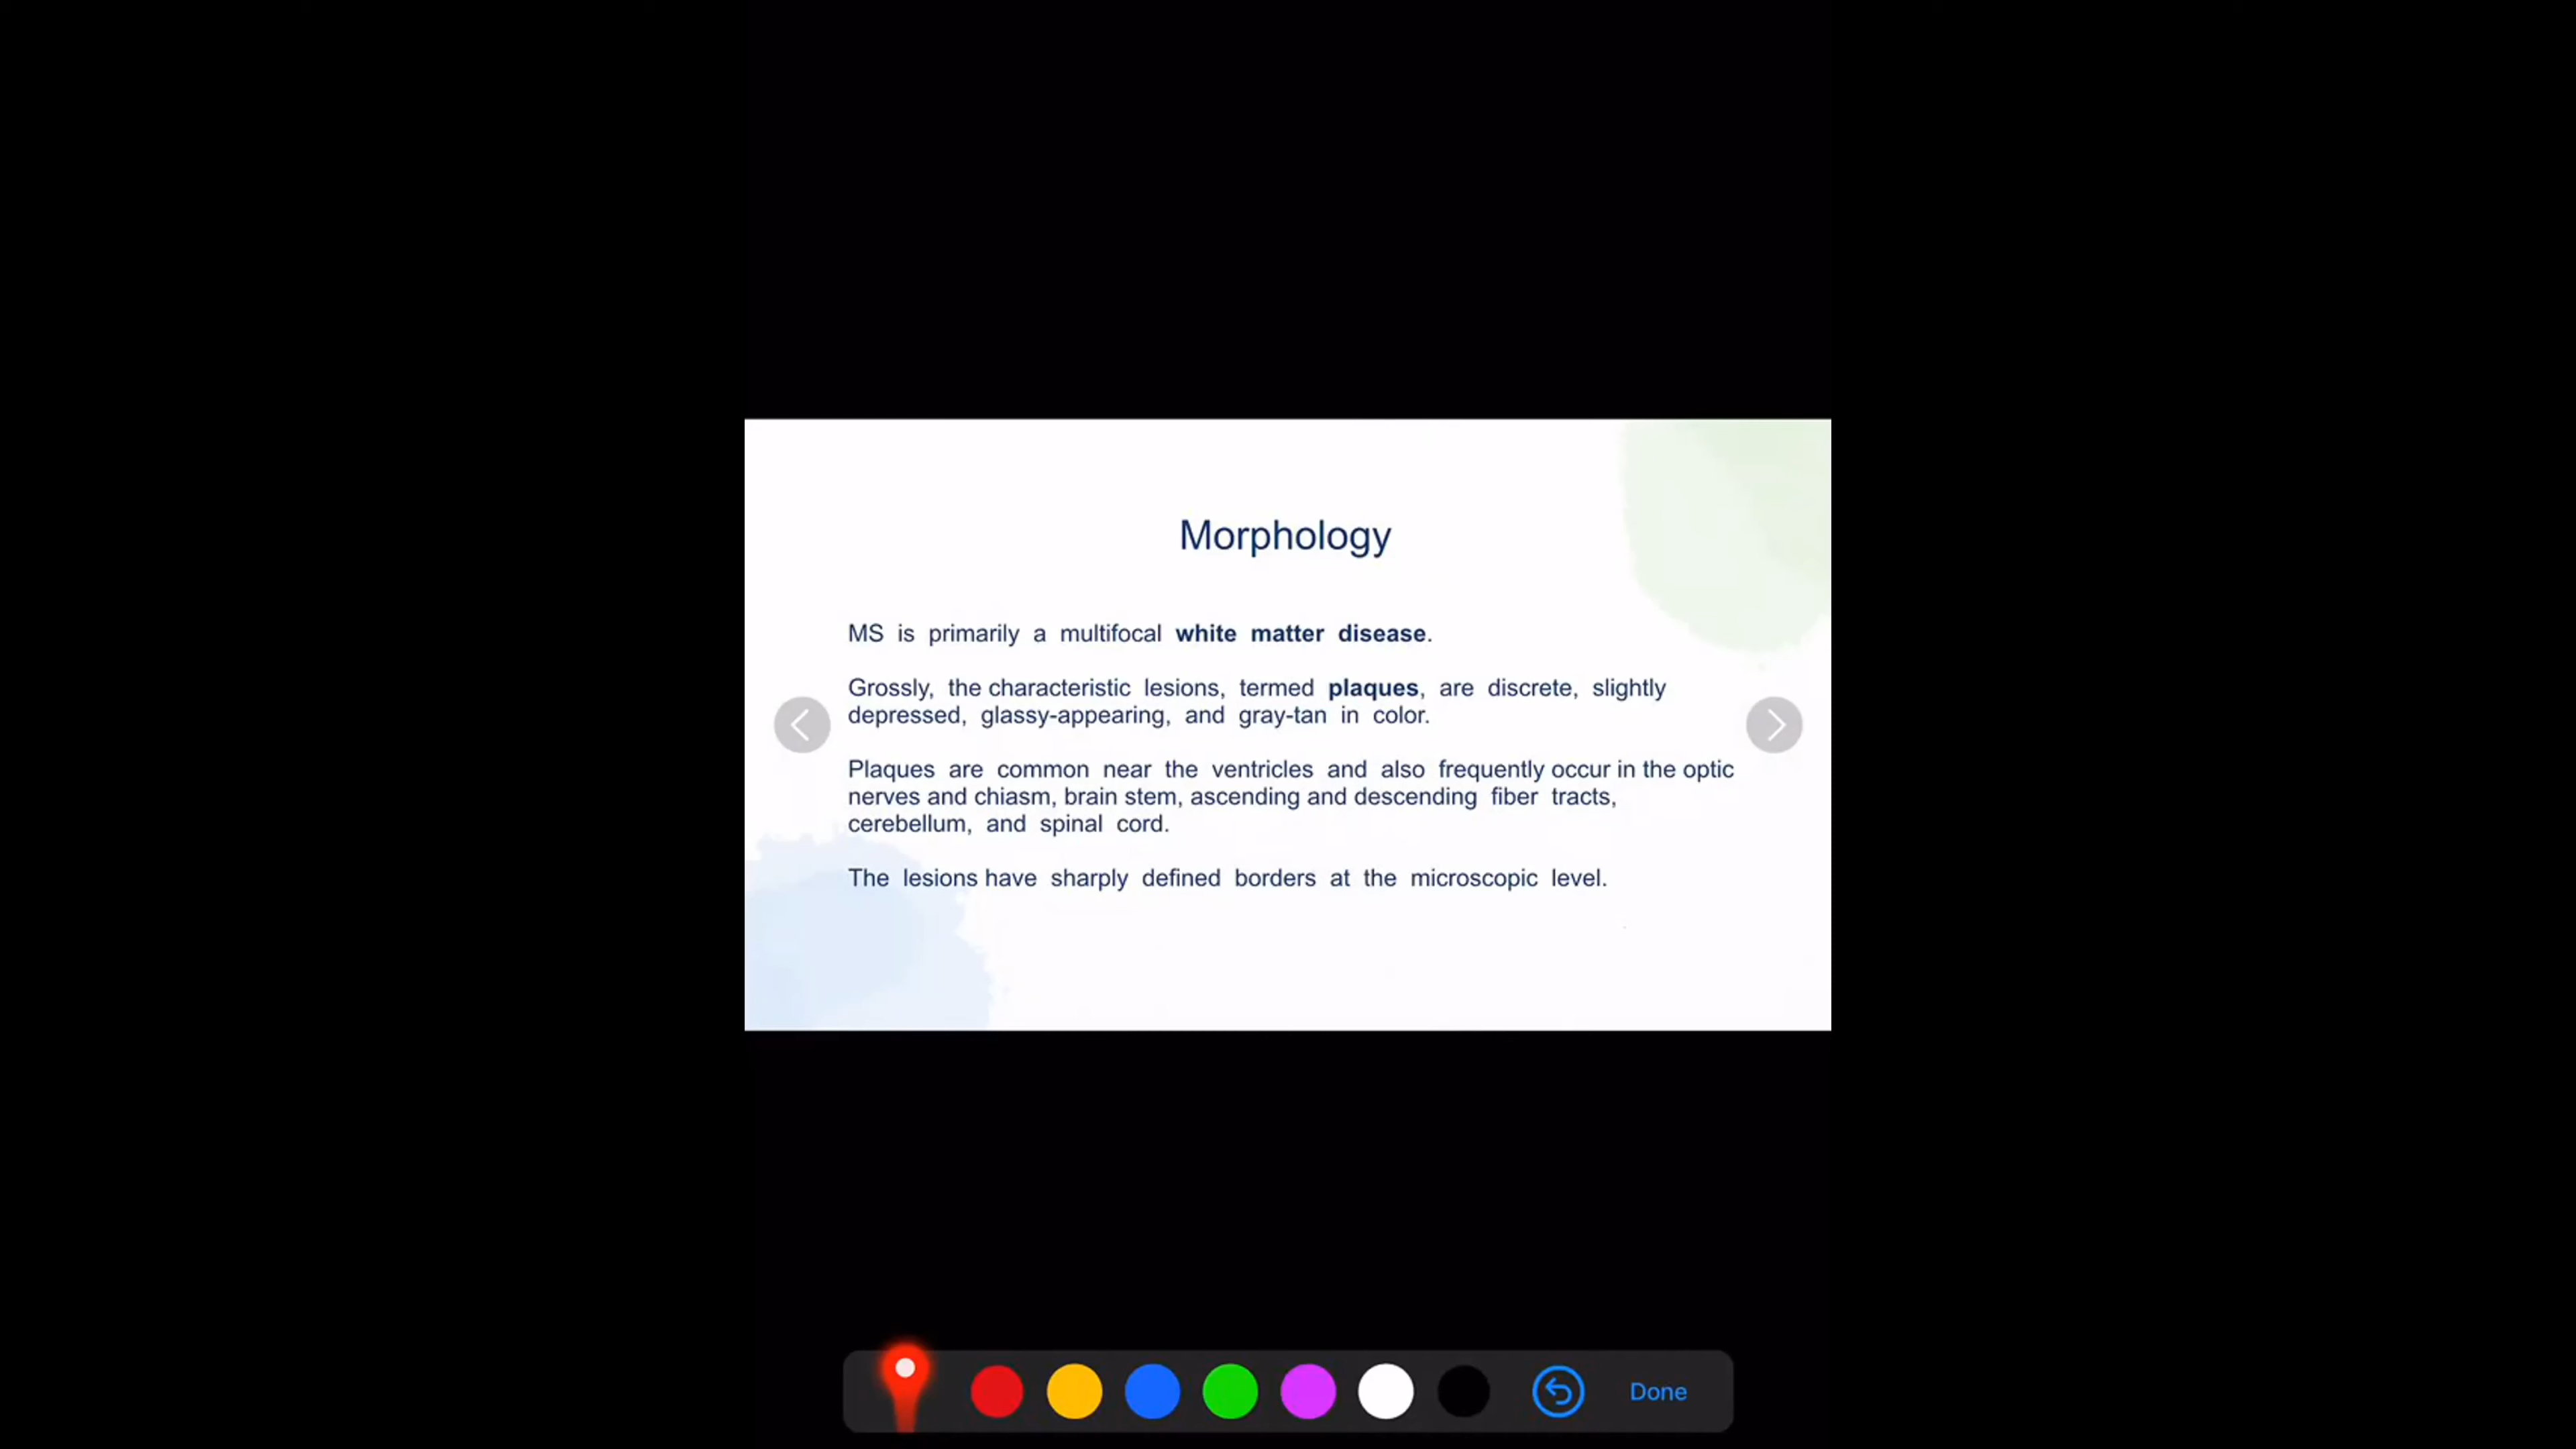 Morphology
MS is primarily a multifocal white matter disease.
Grossly, the characteristic lesions, termed plaques, are discrete, slightly
depressed, glassy-appearing, and gray-tan in color.
Plaques are common near the ventricles and also frequently occur in the optic
nerves and chiasm, brain stem, ascending and descending fiber tracts,
cerebellum, and spinal cord.
The lesions have sharply defined borders at the microscopic level.
Done